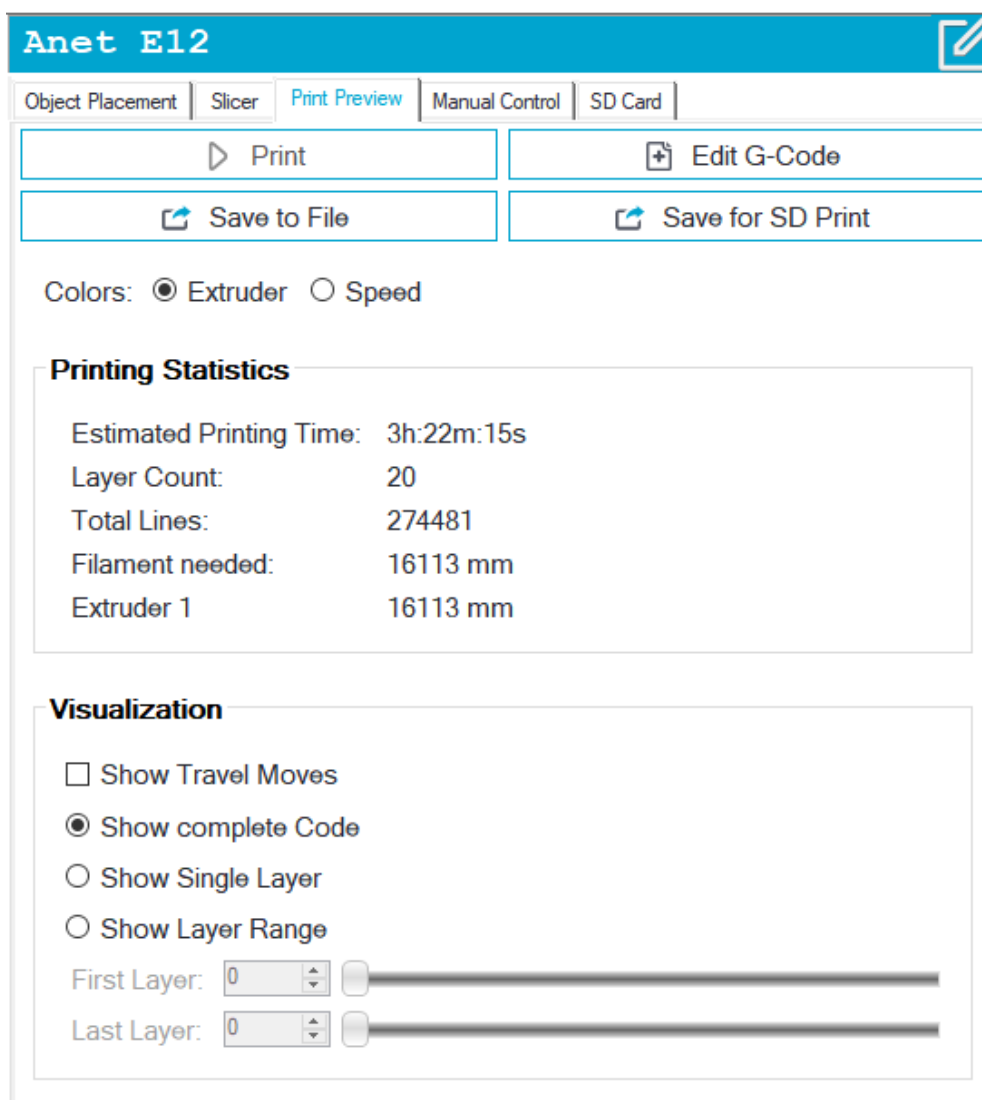 Anet E12
Object Placement Slicer Print Preview Manual Control SD Card
Print Edit G-Code
Save to File Save for SD Print
Colors: Extruder Speed
Printing Statistics
Estimated Printing Time: 3h:22m:15s
Layer Count: 20
Total Lines: 274481
Filament needed: 16113 mm
Extruder 1 16113 mm
Visualization
Show Travel Moves
Show complete Code
Show Single Layer
Show Layer Range
First Layer: 0
Last Layer: 0